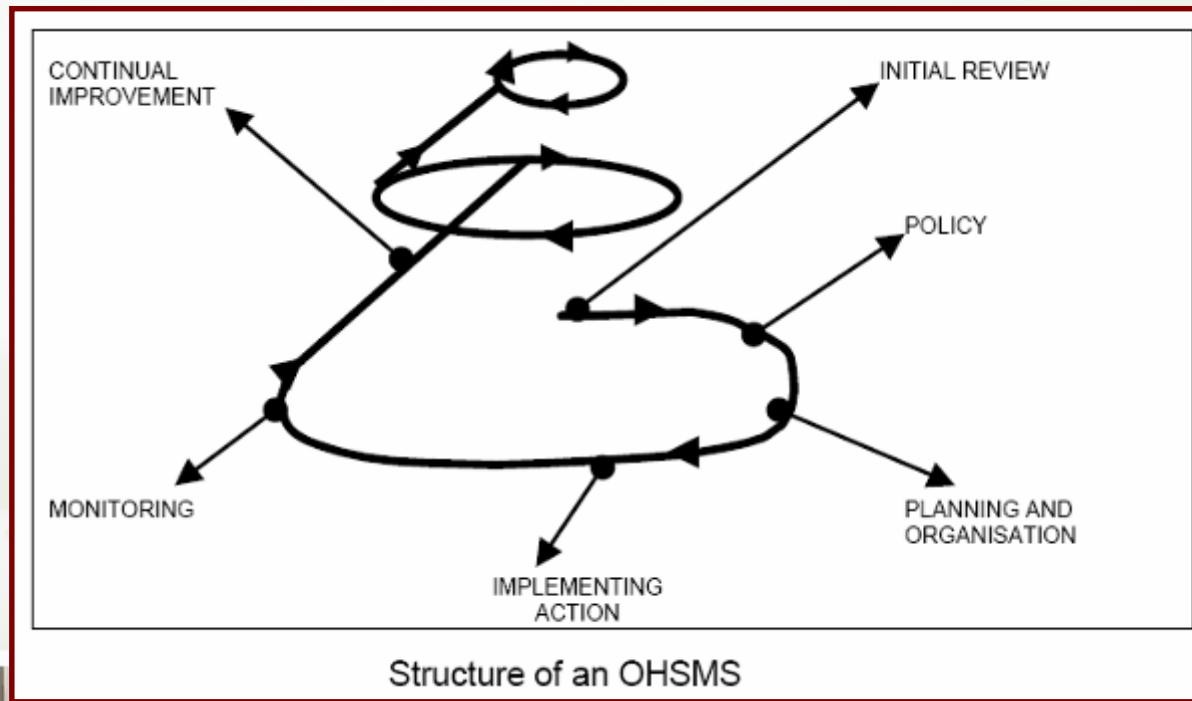 CONTINUAL
IMPROVEMENT
INITIAL REVIEW
POLICY
MONITORING
PLANNING AND
ORGANISATION
IMPLEMENTING
ACTION
Structure of an OHSMS